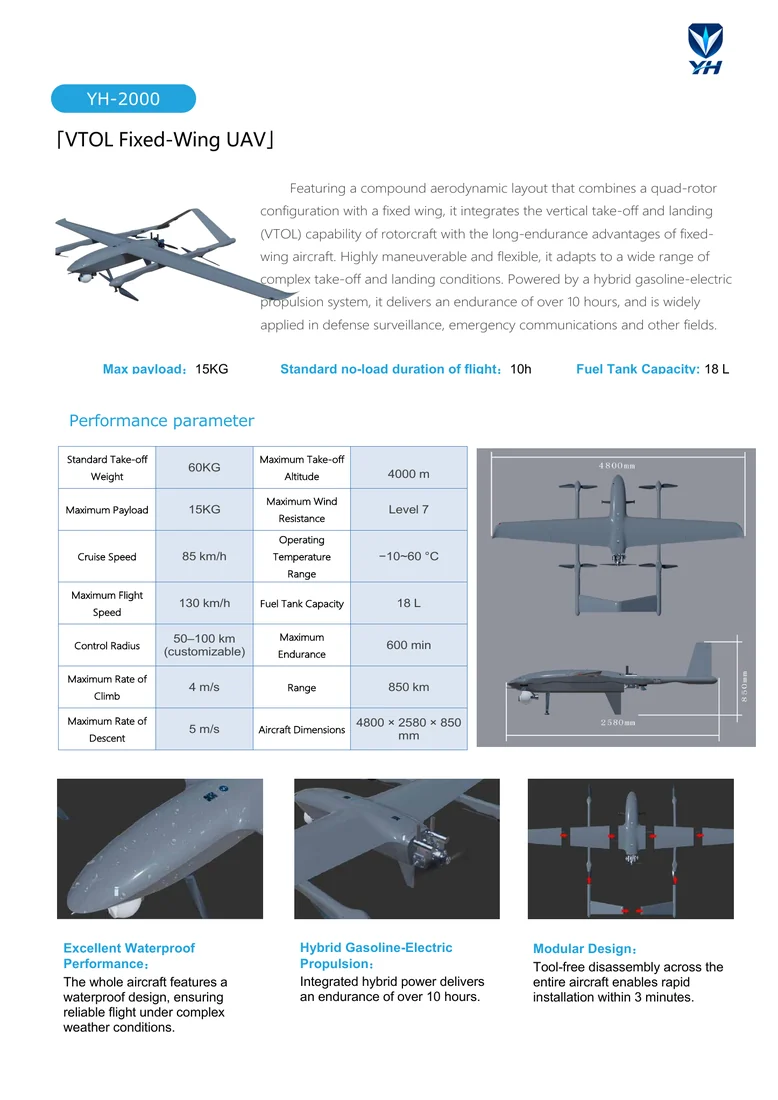 YH
YH-2000
「VTOL Fixed-Wing UAV」
Featuring a compound aerodynamic layout that combines a quad-rotor
configuration with a fixed wing, it integrates the vertical take-off and landing
(VTOL) capability of rotorcraft with the long-endurance advantages of fixed-
wing aircraft. Highly maneuverable and flexible, it adapts to a wide range of
complex take-off and landing conditions. Powered by a hybrid gasoline-electric
propulsion system, it delivers an endurance of over 10 hours, and is widely
applied in defense surveillance, emergency communications and other fields.
Max payload： 15KG
Standard no-load duration of flight： 10h
Fuel Tank Capacity: 18 L
Performance parameter
Standard Take-off
Weight
60KG
Maximum Take-off
Altitude
4000 m
Maximum Payload
15KG
Maximum Wind
Resistance
Level 7
Cruise Speed
85 km/h
Operating
Temperature
Range
−10~60 °C
Maximum Flight
Speed
130 km/h
Fuel Tank Capacity
18 L
Control Radius
50–100 km
(customizable)
Maximum
Endurance
600 min
Maximum Rate of
Climb
4 m/s
Range
850 km
Maximum Rate of
Descent
5 m/s
Aircraft Dimensions
4800 × 2580 × 850
mm
4800mm
850mm
2580mm
Excellent Waterproof
Performance：
The whole aircraft features a
waterproof design, ensuring
reliable flight under complex
weather conditions.
Hybrid Gasoline-Electric
Propulsion：
Integrated hybrid power delivers
an endurance of over 10 hours.
Modular Design：
Tool-free disassembly across the
entire aircraft enables rapid
installation within 3 minutes.